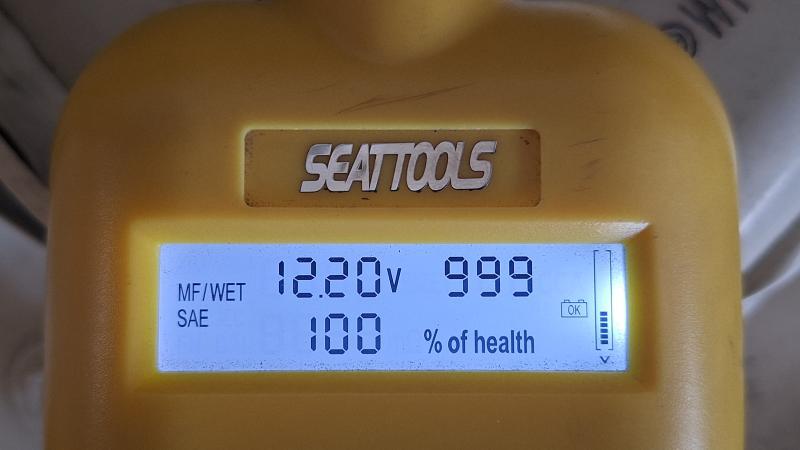 SEATTOOLS
MF/WET 12.20V 999
SAE 100 % of health
OK
V